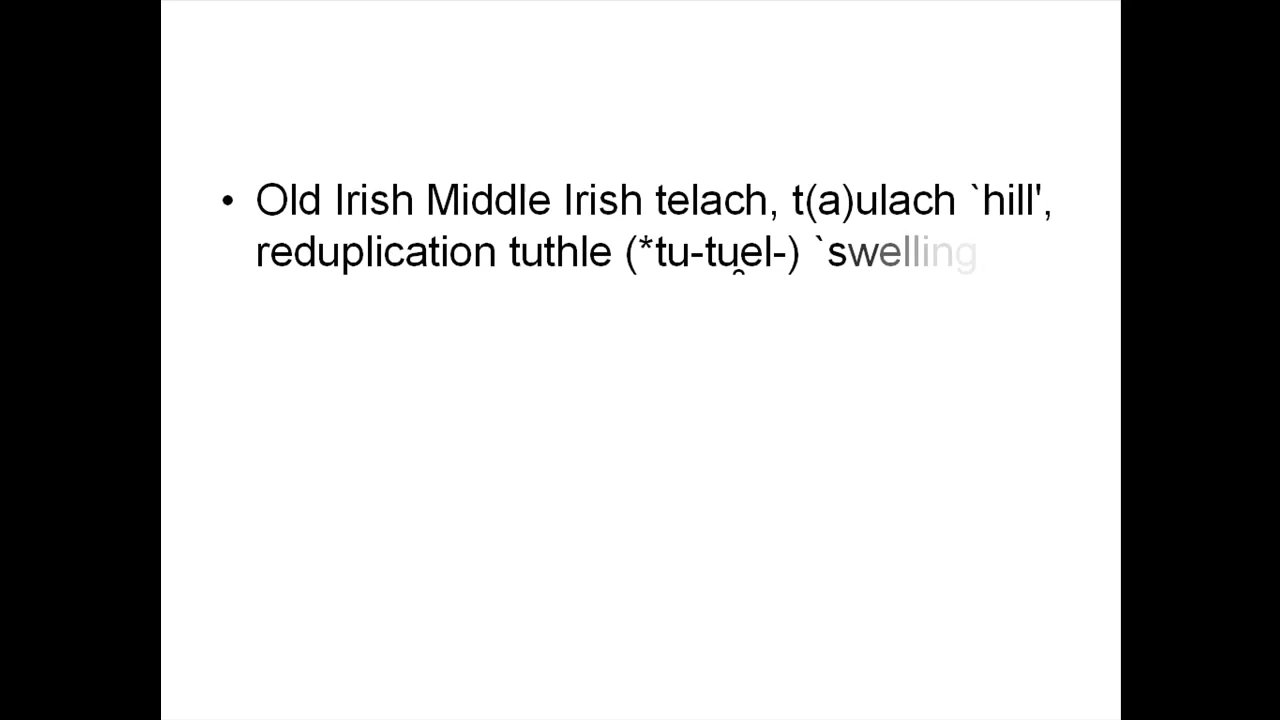 • Old Irish Middle Irish telach, t(a)ulach `hill',
reduplication tuthle (*tu-tu̯el-) `swelling